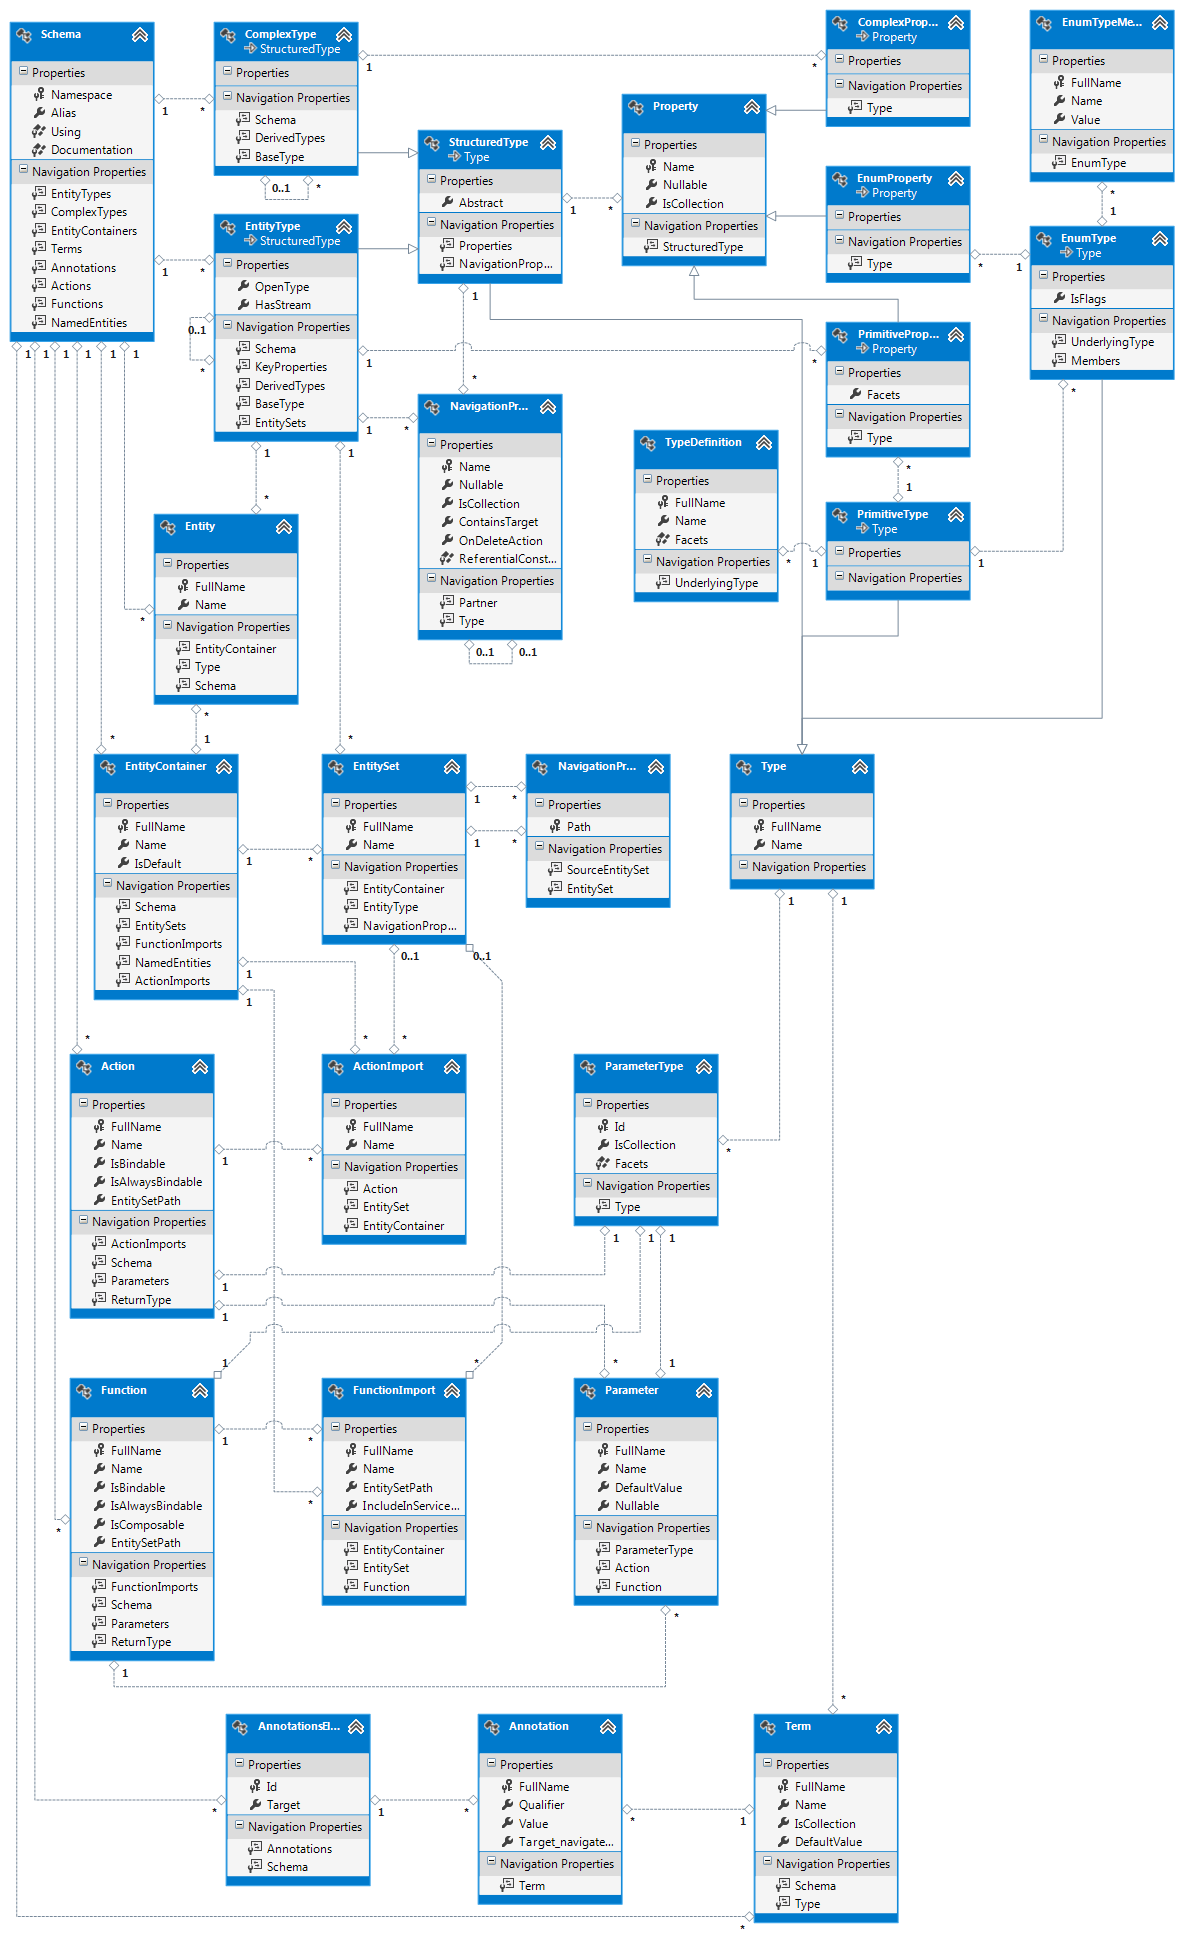 Schema
Properties
Namespace
Alias
Using
Documentation
Navigation Properties
EntityTypes
ComplexTypes
EntityContainers
Terms
Annotations
Actions
Functions
NamedEntities
ComplexType
StructuredType
Properties
Navigation Properties
Schema
DerivedTypes
BaseType
ComplexProp...
Property
Properties
Navigation Properties
Type
EnumTypeMe...
Properties
FullName
Name
Value
Navigation Properties
EnumType
StructuredType
Type
Properties
Abstract
Navigation Properties
Properties
NavigationProp...
Property
Properties
Name
Nullable
IsCollection
Navigation Properties
StructuredType
EnumProperty
Property
Properties
Navigation Properties
Type
EntityType
StructuredType
Properties
OpenType
HasStream
Navigation Properties
Schema
KeyProperties
DerivedTypes
BaseType
EntitySets
EnumType
Type
Properties
IsFlags
Navigation Properties
UnderlyingType
Members
PrimitiveProp...
Property
Properties
Facets
Navigation Properties
Type
NavigationPr...
Properties
Name
Nullable
IsCollection
ContainsTarget
OnDeleteAction
ReferentialConst...
Navigation Properties
Partner
Type
TypeDefinition
Properties
FullName
Name
Facets
Navigation Properties
UnderlyingType
PrimitiveType
Type
Properties
Navigation Properties
Entity
Properties
FullName
Name
Navigation Properties
EntityContainer
Type
Schema
EntityContainer
Properties
FullName
Name
IsDefault
Navigation Properties
Schema
EntitySets
FunctionImports
NamedEntities
ActionImports
EntitySet
Properties
FullName
Name
Navigation Properties
EntityContainer
EntityType
NavigationProp...
NavigationPr...
Properties
Path
Navigation Properties
SourceEntitySet
EntitySet
Type
Properties
FullName
Name
Navigation Properties
Action
Properties
FullName
Name
IsBindable
IsAlwaysBindable
EntitySetPath
Navigation Properties
ActionImports
Schema
Parameters
ReturnType
ActionImport
Properties
FullName
Name
Navigation Properties
Action
EntitySet
EntityContainer
ParameterType
Properties
Id
IsCollection
Facets
Navigation Properties
Type
Function
Properties
FullName
Name
IsBindable
IsAlwaysBindable
IsComposable
EntitySetPath
Navigation Properties
FunctionImports
Schema
Parameters
ReturnType
FunctionImport
Properties
FullName
Name
EntitySetPath
IncludeInService...
Navigation Properties
EntityContainer
EntitySet
Function
Parameter
Properties
FullName
Name
DefaultValue
Nullable
Navigation Properties
ParameterType
Action
Function
AnnotationsEl...
Properties
Id
Target
Navigation Properties
Annotations
Schema
Annotation
Properties
FullName
Qualifier
Value
Target_navigate...
Navigation Properties
Term
Term
Properties
FullName
Name
IsCollection
DefaultValue
Navigation Properties
Schema
Type
1 *
1 *
0..1 *
1 *
* 1
* 1
1 *
0..1 *
1 *
1 *
1 *
0..1 0..1
* 1
* 1
1 *
1 1 1 1 1 1
1 *
1 *
* 1
1 *
1 *
1 *
1 *
1 *
0..1 *
0..1 *
1 *
1 *
1 *
1 1
1 *
1 1
1 1
1 *
1 *
1 *
* 1